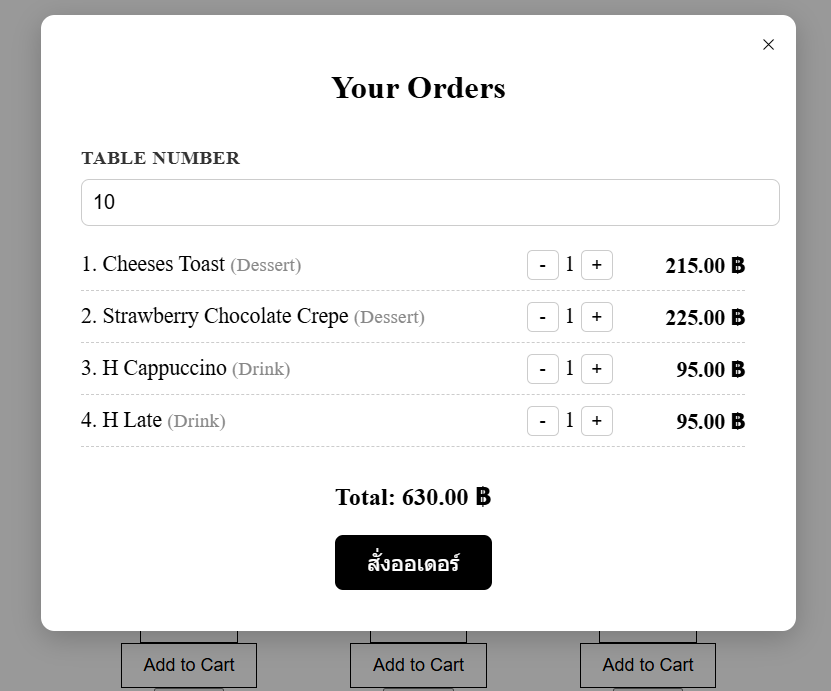 ×
Your Orders
TABLE NUMBER
10
1. Cheeses Toast (Dessert) - 1 + 215.00 ฿
2. Strawberry Chocolate Crepe (Dessert) - 1 + 225.00 ฿
3. H Cappuccino (Drink) - 1 + 95.00 ฿
4. H Late (Drink) - 1 + 95.00 ฿
Total: 630.00 ฿
สั่งออเดอร์
Add to Cart Add to Cart Add to Cart